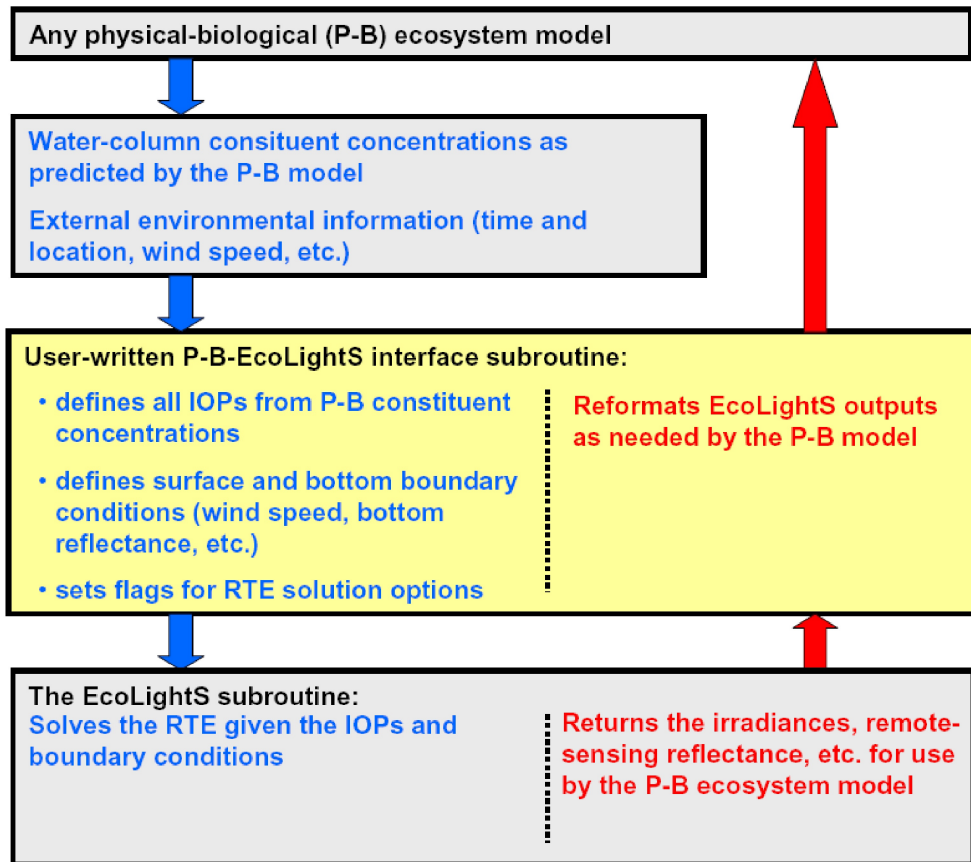 Any physical-biological (P-B) ecosystem model
Water-column consituent concentrations as
predicted by the P-B model
External environmental information (time and
location, wind speed, etc.)
User-written P-B-EcoLightS interface subroutine:
• defines all IOPs from P-B constituent
concentrations
• defines surface and bottom boundary
conditions (wind speed, bottom
reflectance, etc.)
• sets flags for RTE solution options
Reformats EcoLightS outputs
as needed by the P-B model
The EcoLightS subroutine:
Solves the RTE given the IOPs and
boundary conditions
Returns the irradiances, remote-
sensing reflectance, etc. for use
by the P-B ecosystem model